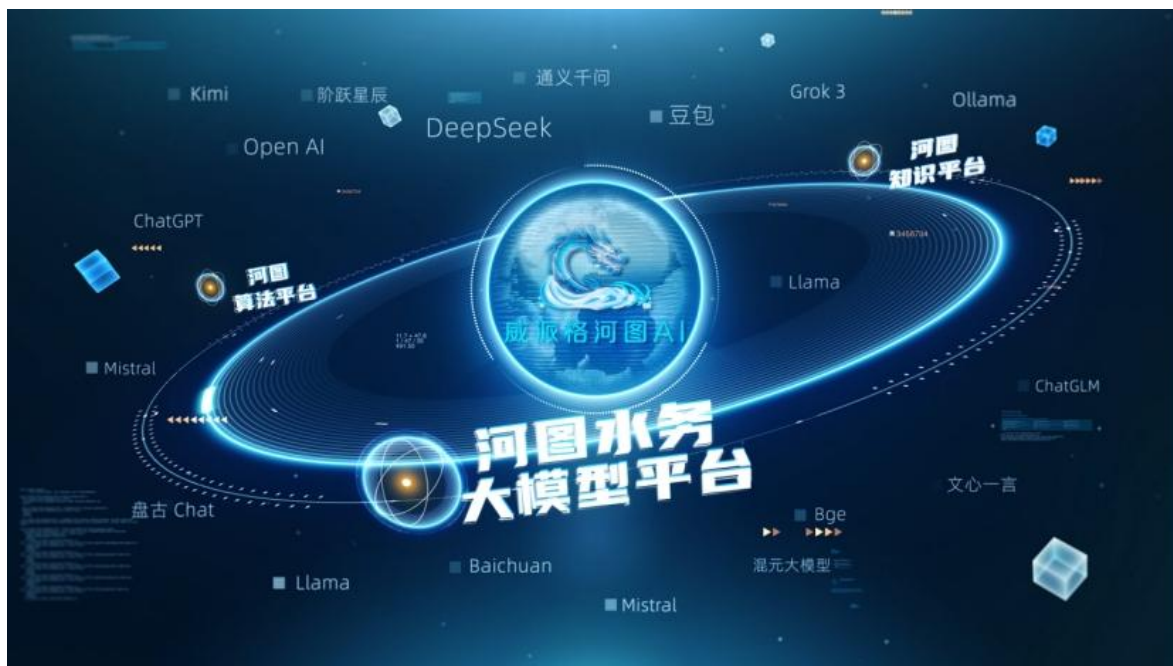 通义千问
Kimi
阶跃星辰
Grok 3
Ollama
DeepSeek
豆包
Open AI
河图
知识平台
ChatGPT
3456794
河图
算法平台
Llama
威派格河图AI
Mistral
ChatGLM
河图水务
大模型平台
文心一言
盘古 Chat
Bge
Baichuan
混元大模型
Llama
Mistral